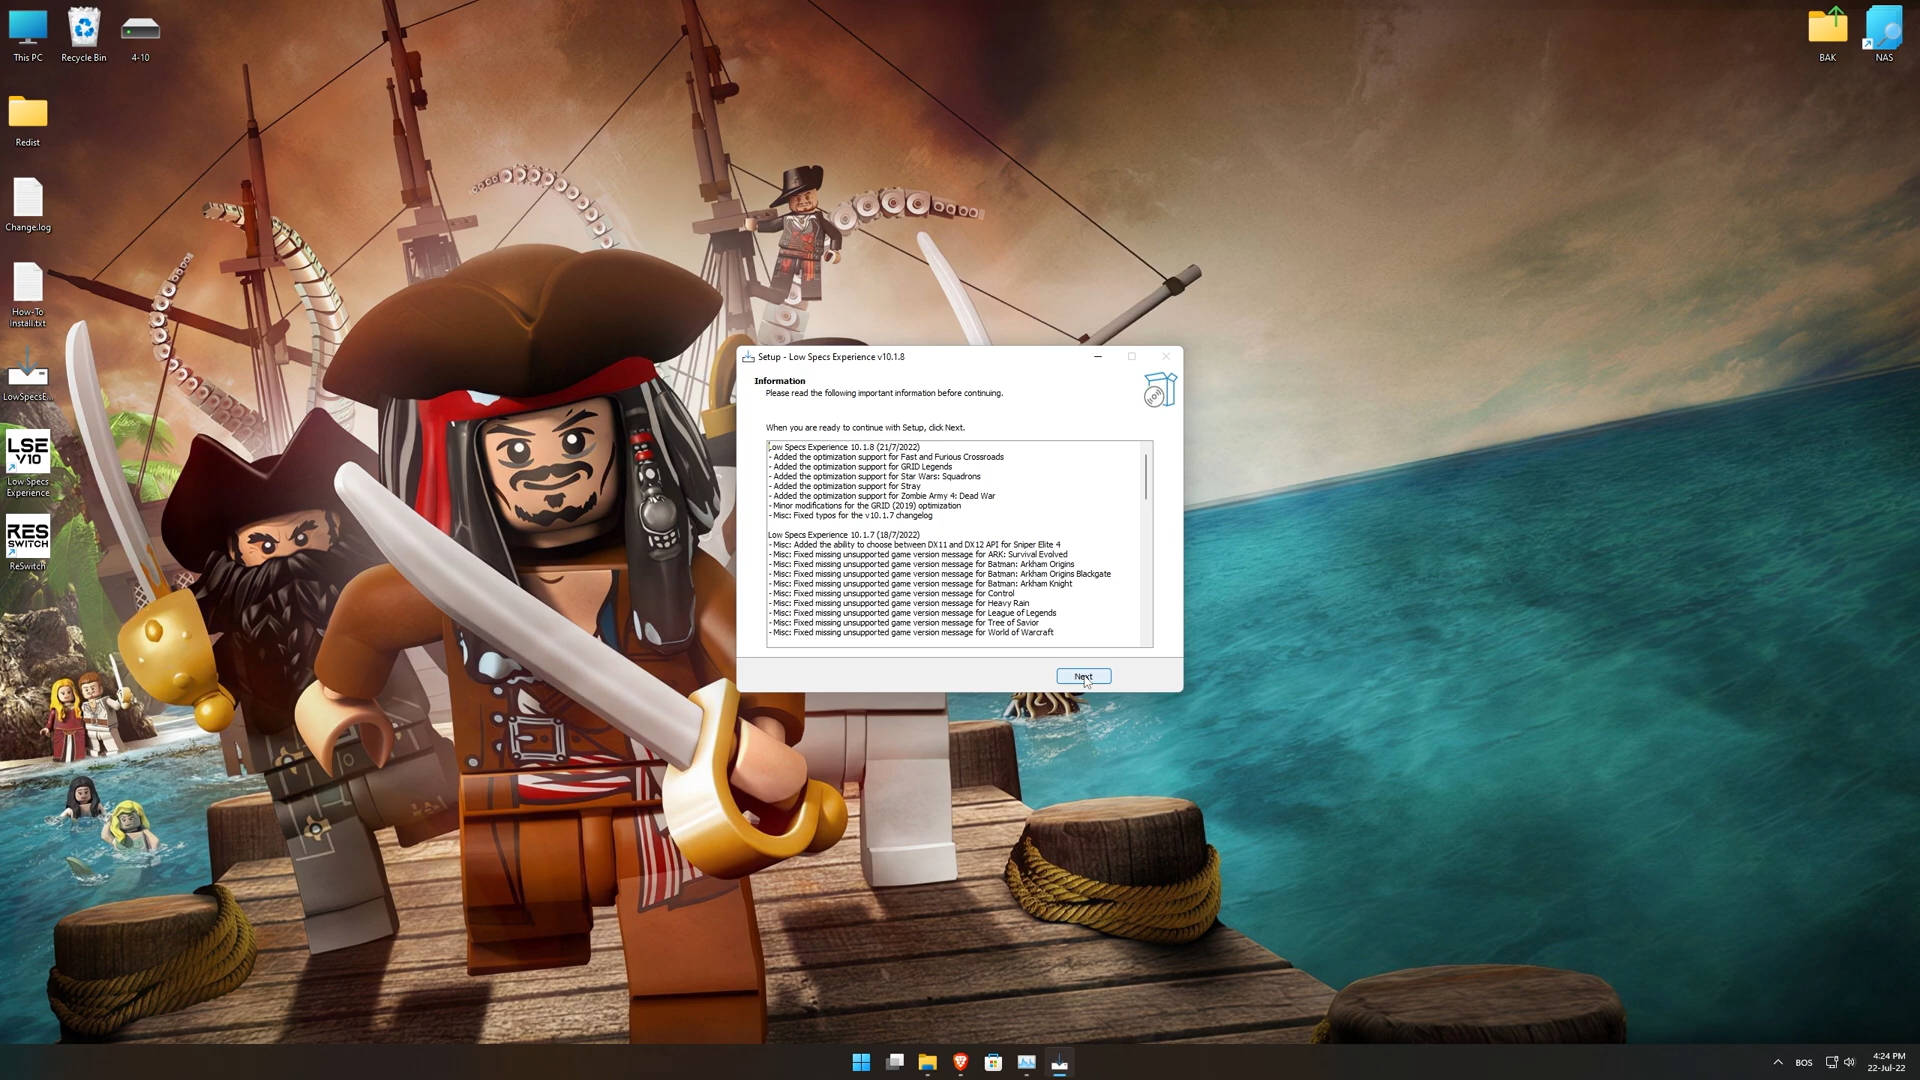 This PC
Recycle Bin
4-10
BAK
NAS
Redist
Change.log
How-To
Install.txt
LowSpecsE...
LSE
V10
Low Specs
Experience
RES
SWITCH
ReSwitch
Setup - Low Specs Experience v10.1.8
Information
Please read the following important information before continuing.
When you are ready to continue with Setup, click Next.
Low Specs Experience 10.1.8 (21/7/2022)
- Added the optimization support for Fast and Furious Crossroads
- Added the optimization support for GRID Legends
- Added the optimization support for Star Wars: Squadrons
- Added the optimization support for Stray
- Added the optimization support for Zombie Army 4: Dead War
- Minor modifications for the GRID (2019) optimization
- Misc: Fixed typos for the v10.1.7 changelog
Low Specs Experience 10.1.7 (18/7/2022)
- Misc: Added the ability to choose between DX11 and DX12 API for Sniper Elite 4
- Misc: Fixed missing unsupported game version message for ARK: Survival Evolved
- Misc: Fixed missing unsupported game version message for Batman: Arkham Origins
- Misc: Fixed missing unsupported game version message for Batman: Arkham Origins Blackgate
- Misc: Fixed missing unsupported game version message for Batman: Arkham Knight
- Misc: Fixed missing unsupported game version message for Control
- Misc: Fixed missing unsupported game version message for Heavy Rain
- Misc: Fixed missing unsupported game version message for League of Legends
- Misc: Fixed missing unsupported game version message for Tree of Savior
- Misc: Fixed missing unsupported game version message for World of Warcraft
Next
BOS
4:24 PM
22-Jul-22